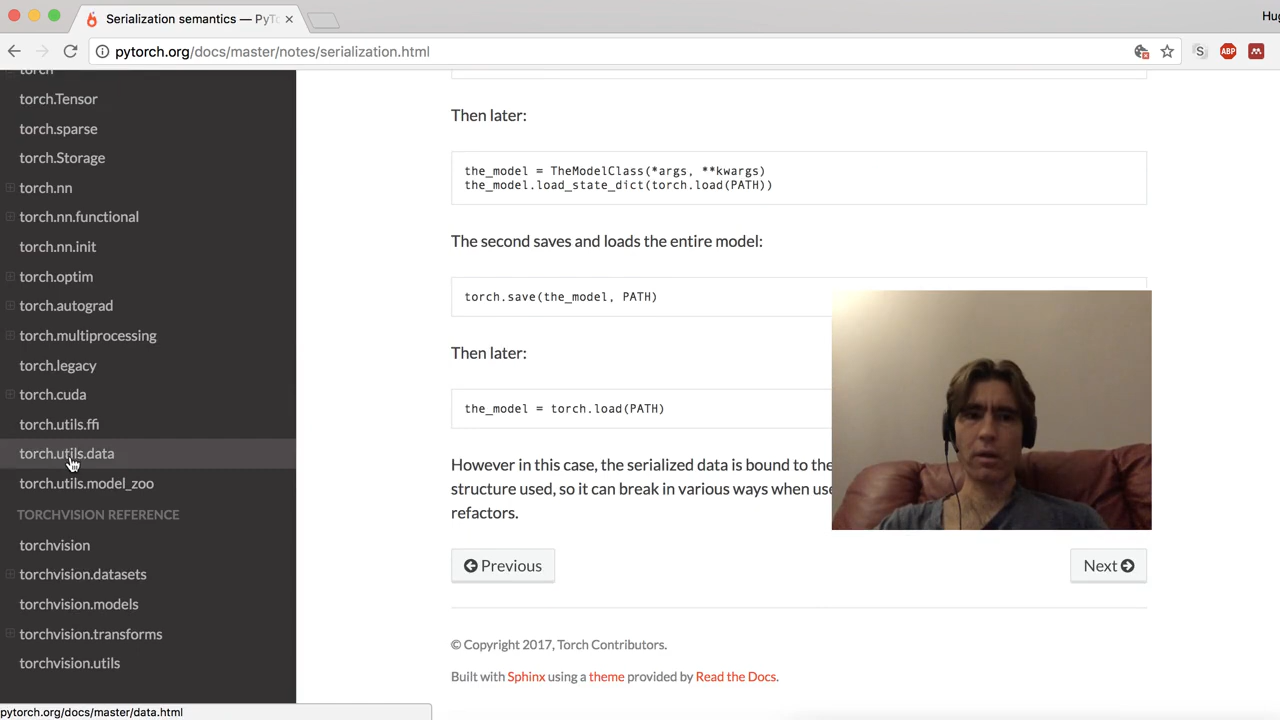 Serialization semantics — PyTo
Hug
pytorch.org/docs/master/notes/serialization.html
S
ABP
torch
torch.Tensor
torch.sparse
torch.Storage
torch.nn
torch.nn.functional
torch.nn.init
torch.optim
torch.autograd
torch.multiprocessing
torch.legacy
torch.cuda
torch.utils.ffi
torch.utils.data
torch.utils.model_zoo
TORCHVISION REFERENCE
torchvision
torchvision.datasets
torchvision.models
torchvision.transforms
torchvision.utils
pytorch.org/docs/master/data.html
Then later:
the_model = TheModelClass(*args, **kwargs)
the_model.load_state_dict(torch.load(PATH))
The second saves and loads the entire model:
torch.save(the_model, PATH)
Then later:
the_model = torch.load(PATH)
However in this case, the serialized data is bound to the
structure used, so it can break in various ways when use
refactors.
Previous
Next
© Copyright 2017, Torch Contributors.
Built with Sphinx using a theme provided by Read the Docs.